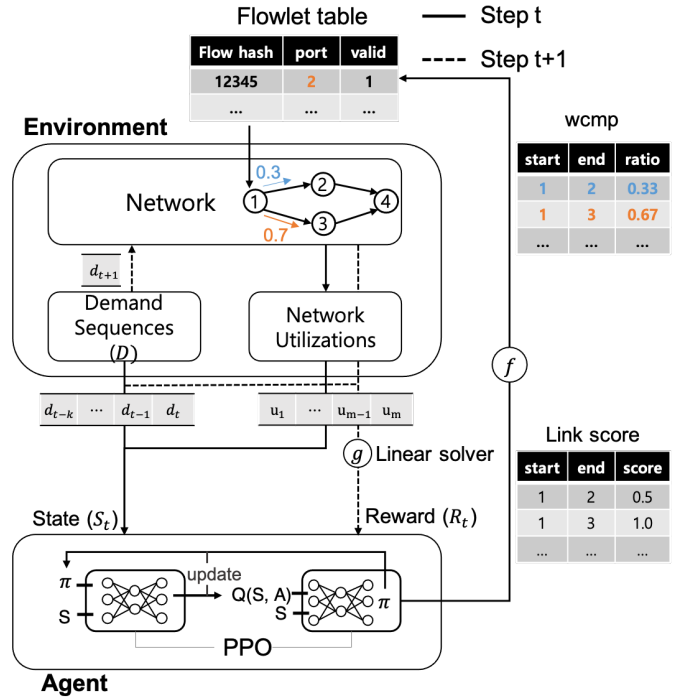 Flowlet table
Step t
Step t+1
Flow hash port valid
12345 2 1
... ... ...
Environment
wcmp
start end ratio
1 2 0.33
1 3 0.67
... ... ...
Network
0.3
0.7
1
2
3
4
d_{t+1}
Demand
Sequences
(D)
Network
Utilizations
f
d_{t-k} ... d_{t-1} d_t
u_1 ... u_{m-1} u_m
g
Linear solver
Link score
start end score
1 2 0.5
1 3 1.0
... ... ...
State (S_t)
Reward (R_t)
π
S
update
Q(S, A)
S
π
PPO
Agent